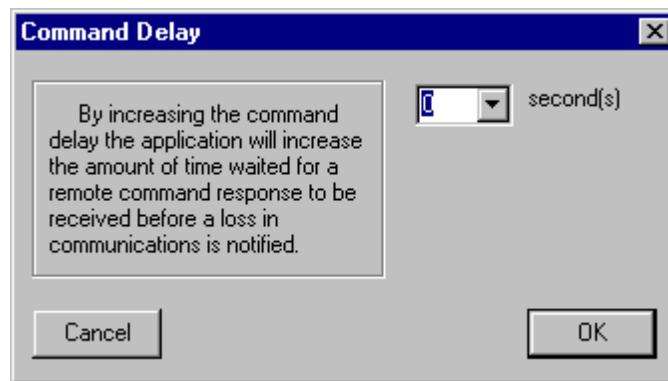 Command Delay
By increasing the command
delay the application will increase
the amount of time waited for a
remote command response to be
received before a loss in
communications is notified.
0 second(s)
Cancel
OK